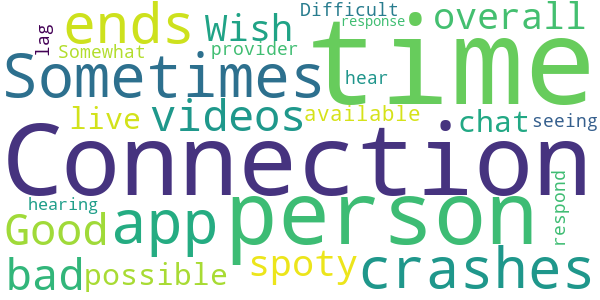 Difficult
response
lag
ends
Wish
overall
Somewhat
provider
time
Sometimes
hear
live
videos
available
chat
seeing
Connection
hearing
person
respond
Good
app
bad
possible
spoty
crashes